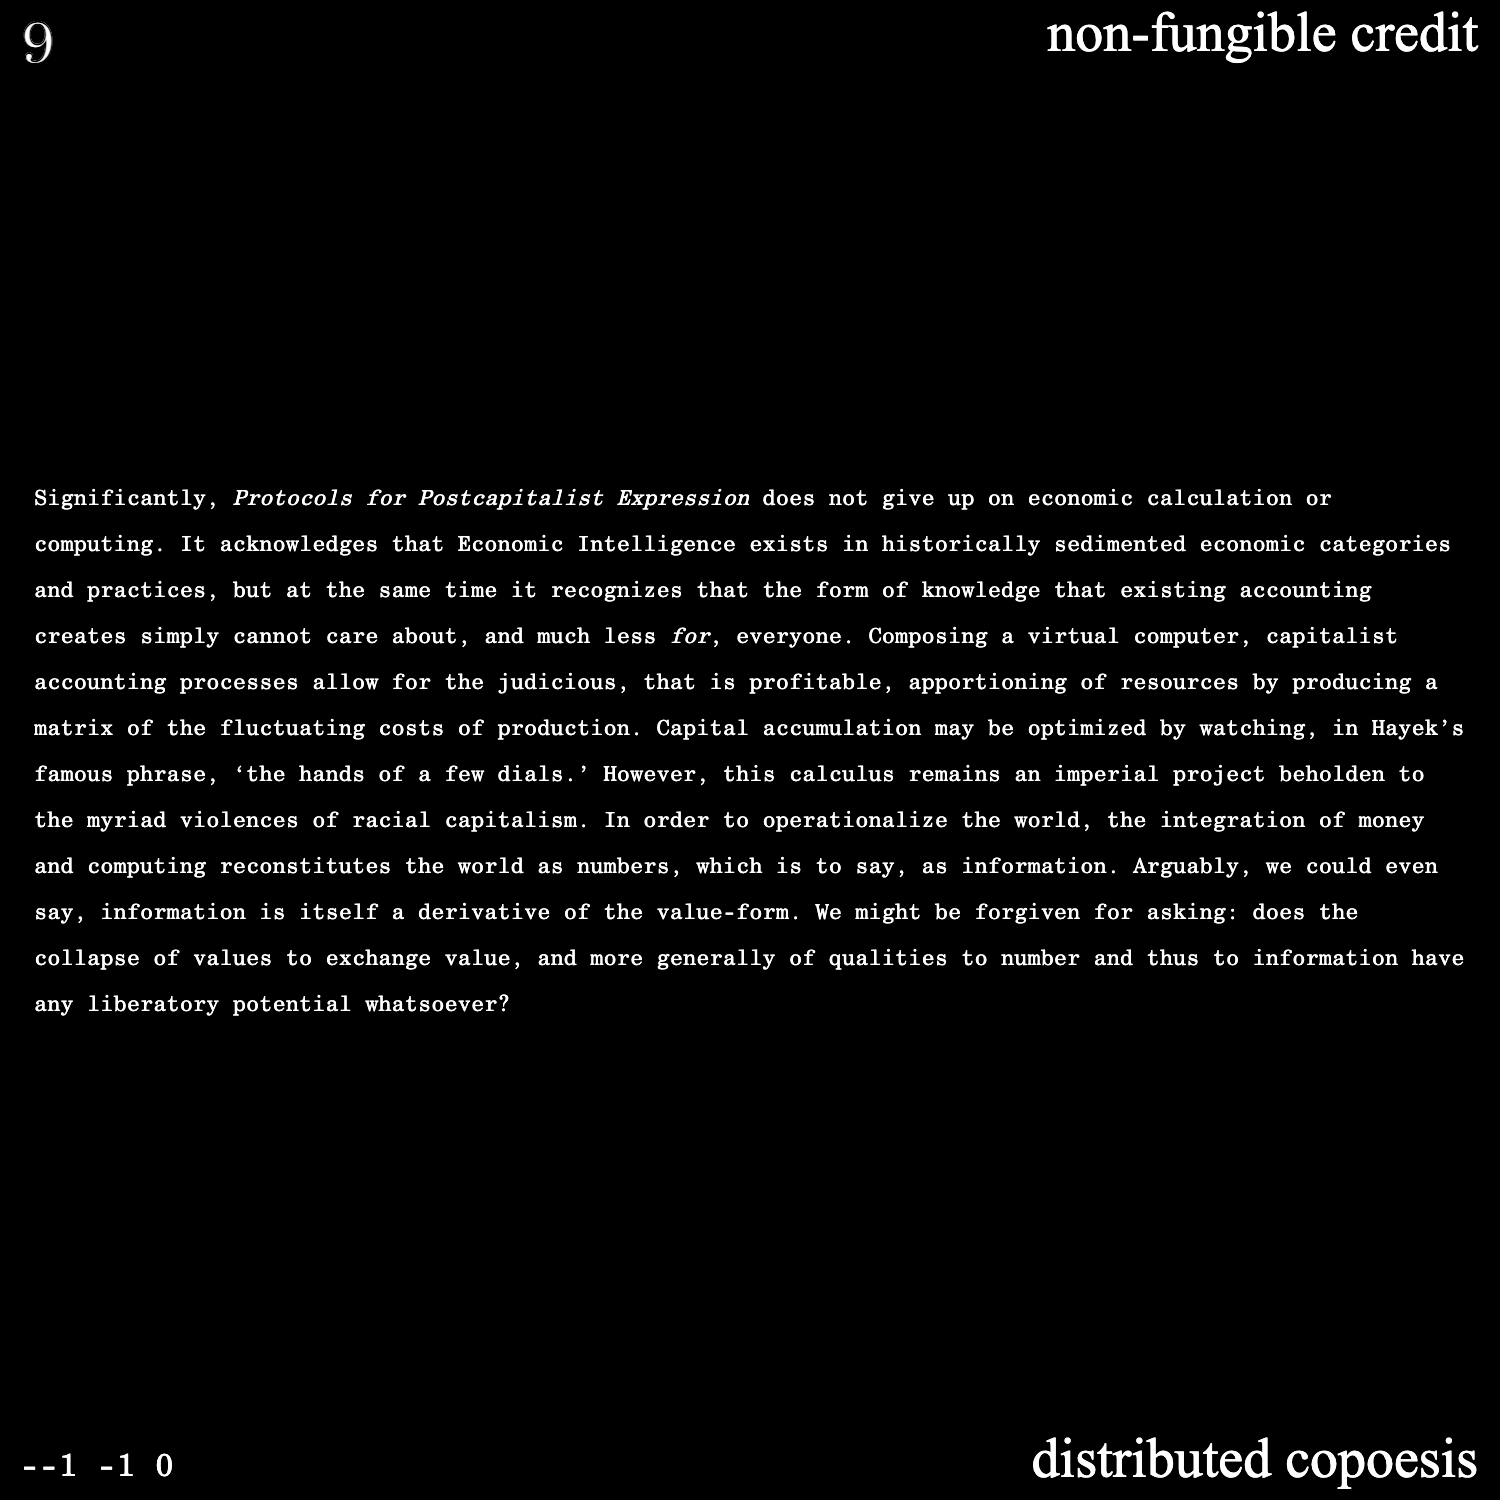 9
non-fungible credit
Significantly, Protocols for Postcapitalist Expression does not give up on economic calculation or
computing. It acknowledges that Economic Intelligence exists in historically sedimented economic categories
and practices, but at the same time it recognizes that the form of knowledge that existing accounting
creates simply cannot care about, and much less for, everyone. Composing a virtual computer, capitalist
accounting processes allow for the judicious, that is profitable, apportioning of resources by producing a
matrix of the fluctuating costs of production. Capital accumulation may be optimized by watching, in Hayek’s
famous phrase, ‘the hands of a few dials.’ However, this calculus remains an imperial project beholden to
the myriad violences of racial capitalism. In order to operationalize the world, the integration of money
and computing reconstitutes the world as numbers, which is to say, as information. Arguably, we could even
say, information is itself a derivative of the value-form. We might be forgiven for asking: does the
collapse of values to exchange value, and more generally of qualities to number and thus to information have
any liberatory potential whatsoever?
--1 -1 0
distributed copoesis